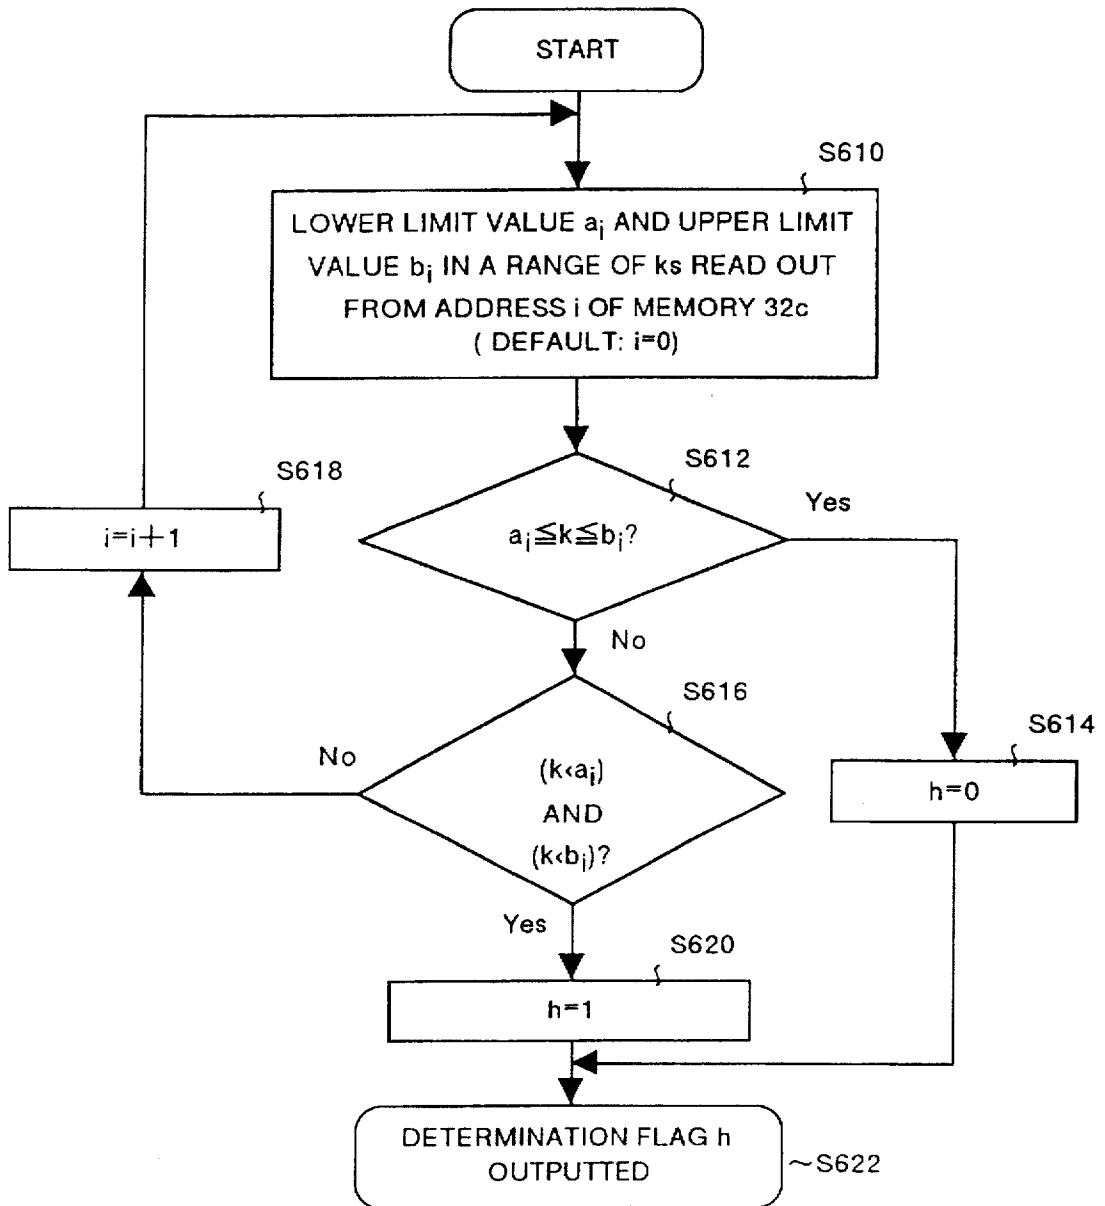 START
S610
LOWER LIMIT VALUE aᵢ AND UPPER LIMIT
VALUE bᵢ IN A RANGE OF ks READ OUT
FROM ADDRESS i OF MEMORY 32c
( DEFAULT: i=0)
S612
aᵢ≦k≦bᵢ?
Yes
No
S618
i=i+1
S616
(k<aᵢ)
AND
(k<bᵢ)?
No
Yes
S614
h=0
S620
h=1
DETERMINATION FLAG h
OUTPUTTED
~S622